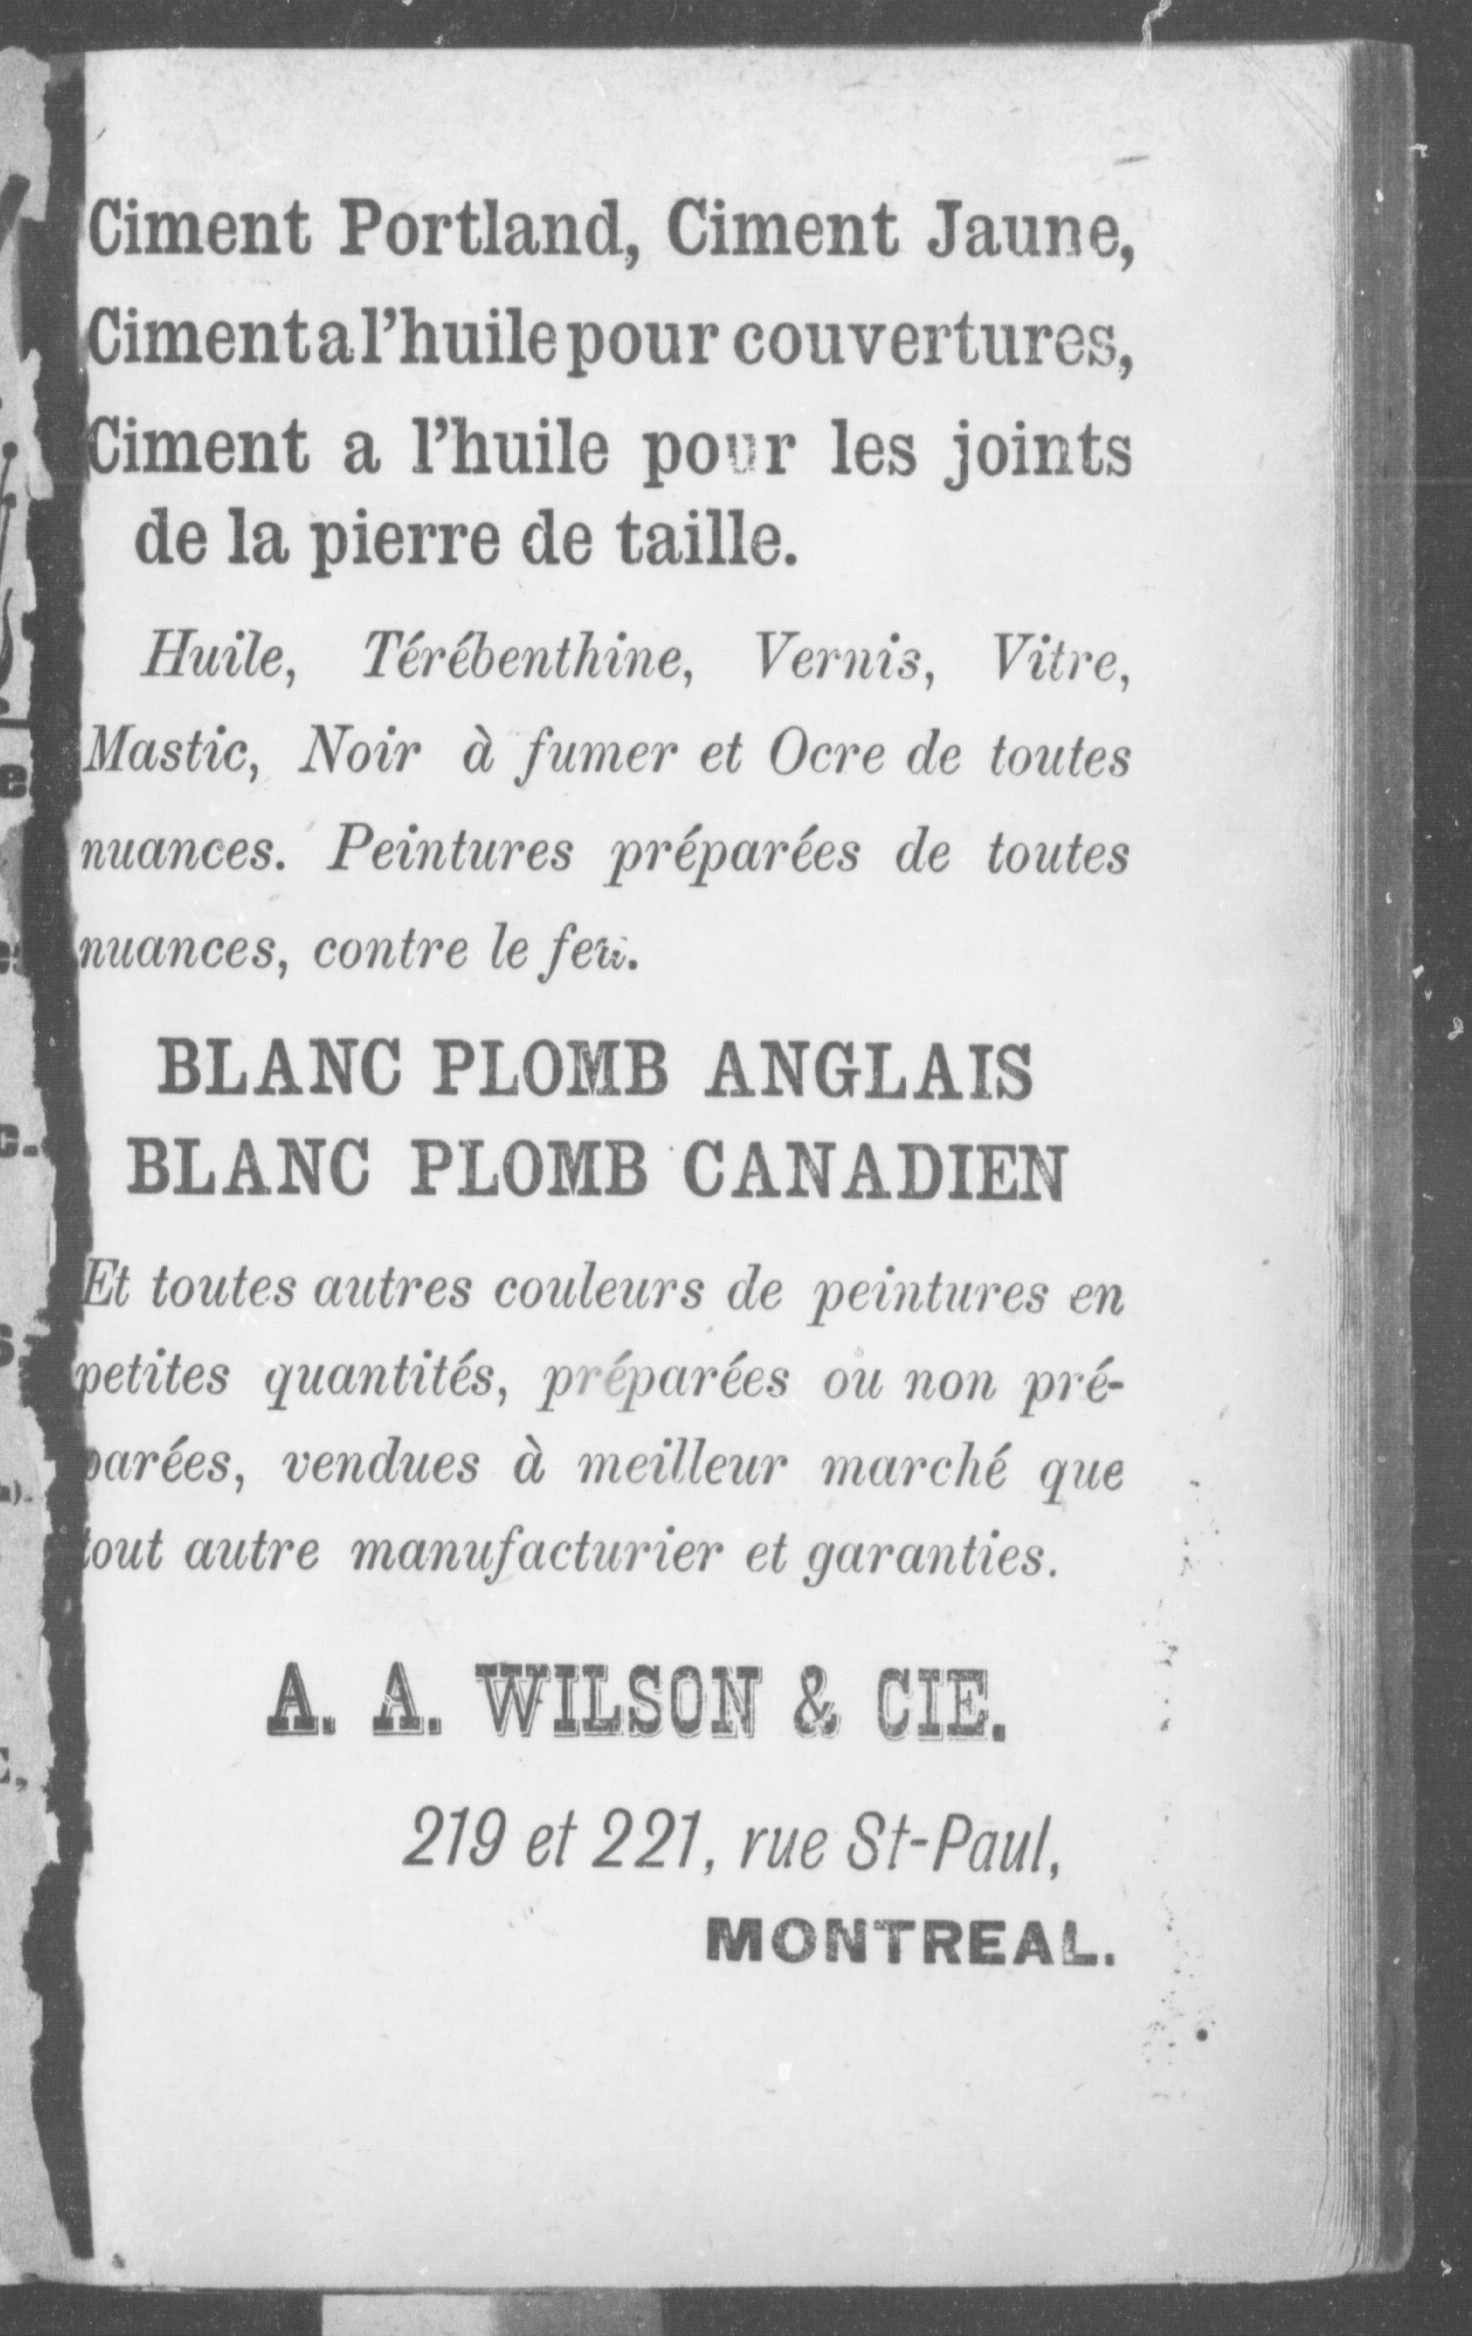 Ciment Portland, Ciment Jaune,
Ciment a l'huile pour couvertures,
Ciment a l'huile pour les joints
de la pierre de taille.
Huile, Térébenthine, Vernis, Vitre,
Mastic, Noir à fumer et Ocre de toutes
nuances. Peintures préparées de toutes
nuances, contre le feu.
BLANC PLOMB ANGLAIS
BLANC PLOMB CANADIEN
Et toutes autres couleurs de peintures en
petites quantités, préparées ou non pré-
parées, vendues à meilleur marché que
tout autre manufacturier et garanties.
A. A. WILSON & CIE.
219 et 221, rue St-Paul,
MONTREAL.